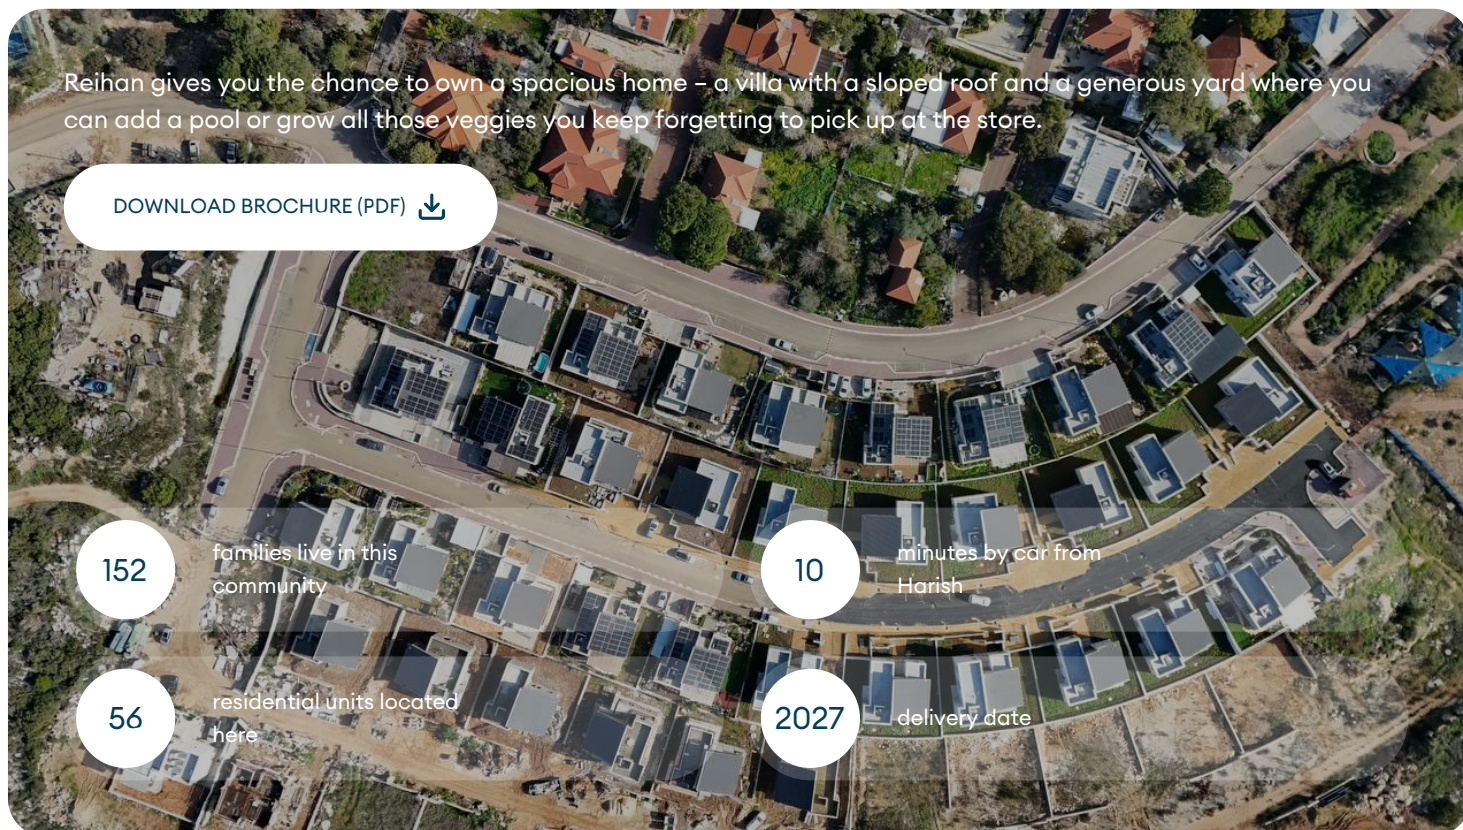 Reihan gives you the chance to own a spacious home – a villa with a sloped roof and a generous yard where you
can add a pool or grow all those veggies you keep forgetting to pick up at the store.
DOWNLOAD BROCHURE (PDF)
152
families live in this
community
10
minutes by car from
Harish
56
residential units located
here
2027
delivery date